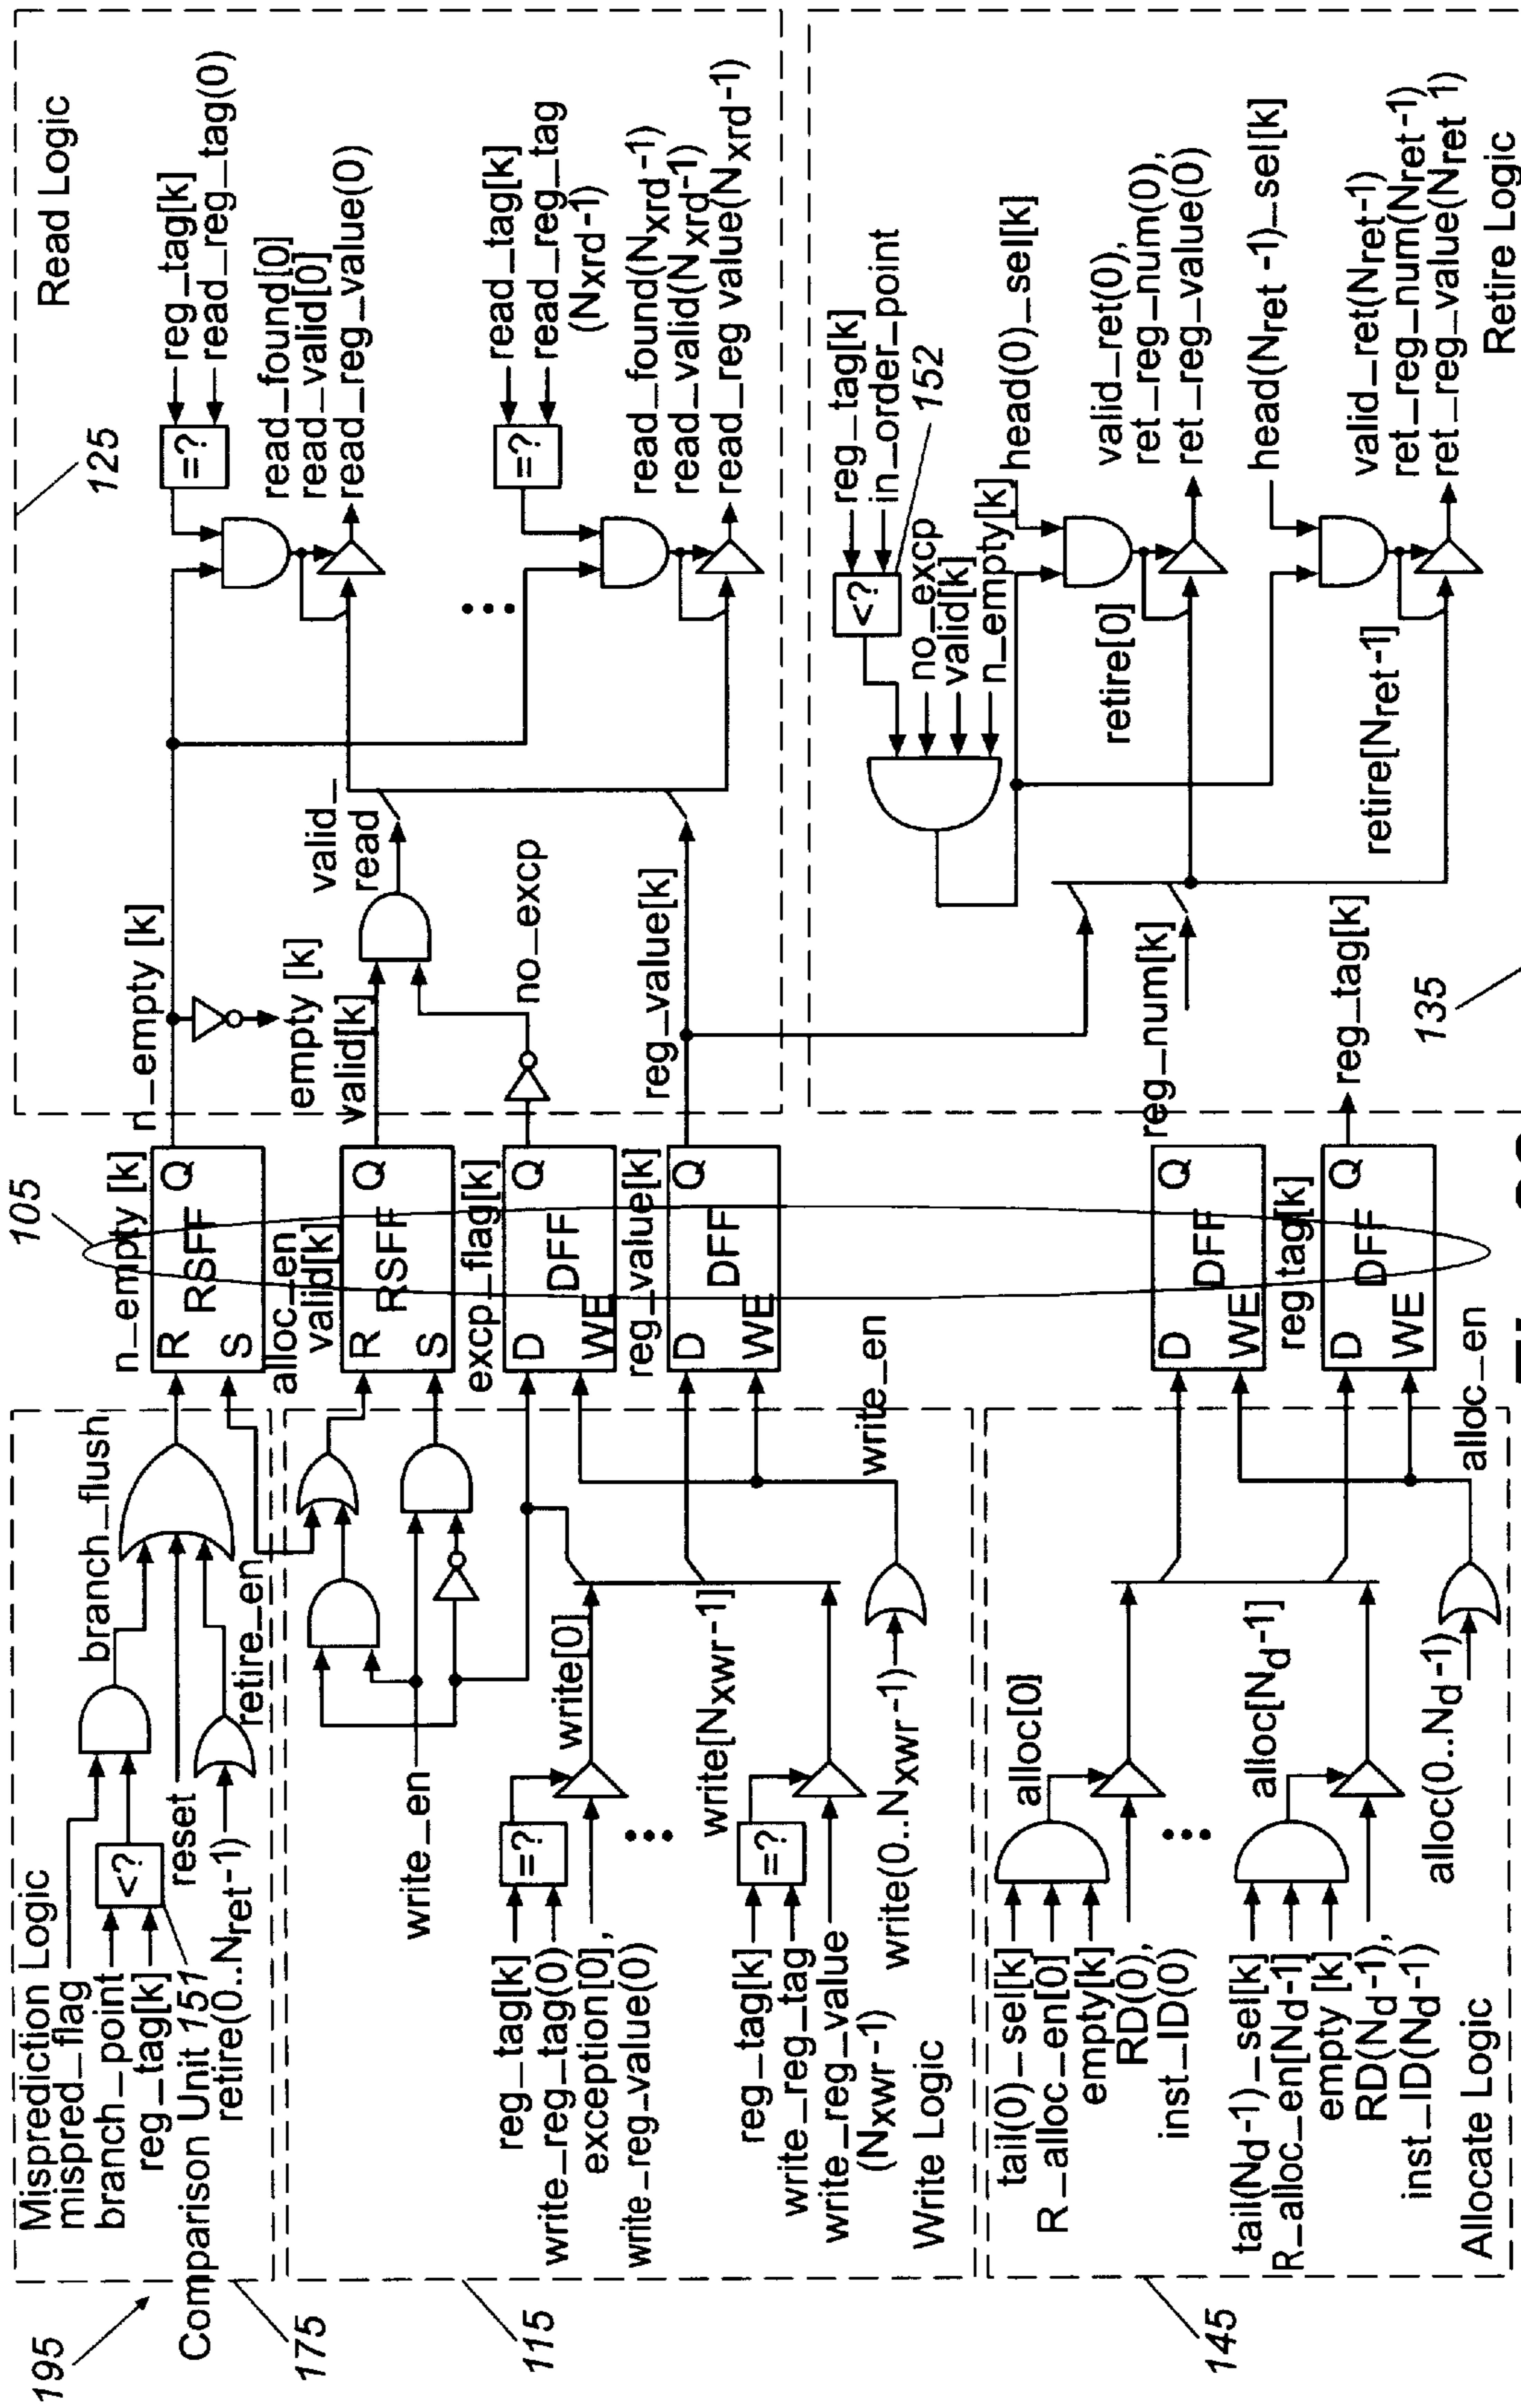 195
Misprediction Logic
mispred_flag
branch_point
reg_tag[k]
Comparison Unit 151
retire(0..Nret-1)
175
<?
reset
branch_flush
retire_en
n_empty [k]
R
RSFF
Q
S
105
alloc_en
valid[k]
R
RSFF
Q
S
excp_flag[k]
D
DFF
Q
WE
reg_value[k]
D
DFF
Q
WE
write_en
115
write_en
reg_tag[k]
write_reg_tag(0)
exception[0],
write_reg_value(0)
=?
write[0]
reg_tag[k]
write_reg_tag
write_reg_value
(Nxwr-1)
=?
write[Nxwr-1]
write(0..Nxwr-1)
Write Logic
145
tail(0)_sel[k]
R_alloc_en[0]
empty[k]
RD(0),
inst_ID(0)
alloc[0]
tail(Nd-1)_sel[k]
R_alloc_en[Nd-1]
empty [k]
RD(Nd-1),
inst_ID(Nd-1)
alloc[Nd-1]
alloc(0..Nd-1)
Allocate Logic
alloc_en
D
DFF
Q
WE
reg_tag[k]
D
DFF
Q
WE
reg_num[k]
reg_tag[k]
135
n_empty [k]
empty [k]
valid[k]
valid_
read
no_excp
reg_value[k]
Read Logic
125
reg_tag[k]
read_reg_tag(0)
=?
read_found[0]
read_valid[0]
read_reg_value(0)
read_tag[k]
read_reg_tag
(Nxrd-1)
=?
read_found(Nxrd-1)
read_valid(Nxrd-1)
read_reg value(Nxrd-1)
reg_tag[k]
in_order_point
152
<?
no_excp
valid[k]
n_empty[k]
head(0)_sel[k]
retire[0]
valid_ret(0),
ret_reg_num(0),
ret_reg_value(0)
head(Nret -1)_sel[k]
retire[Nret-1]
valid_ret(Nret-1)
ret_reg_num(Nret-1)
ret_reg_value(Nret 1)
Retire Logic